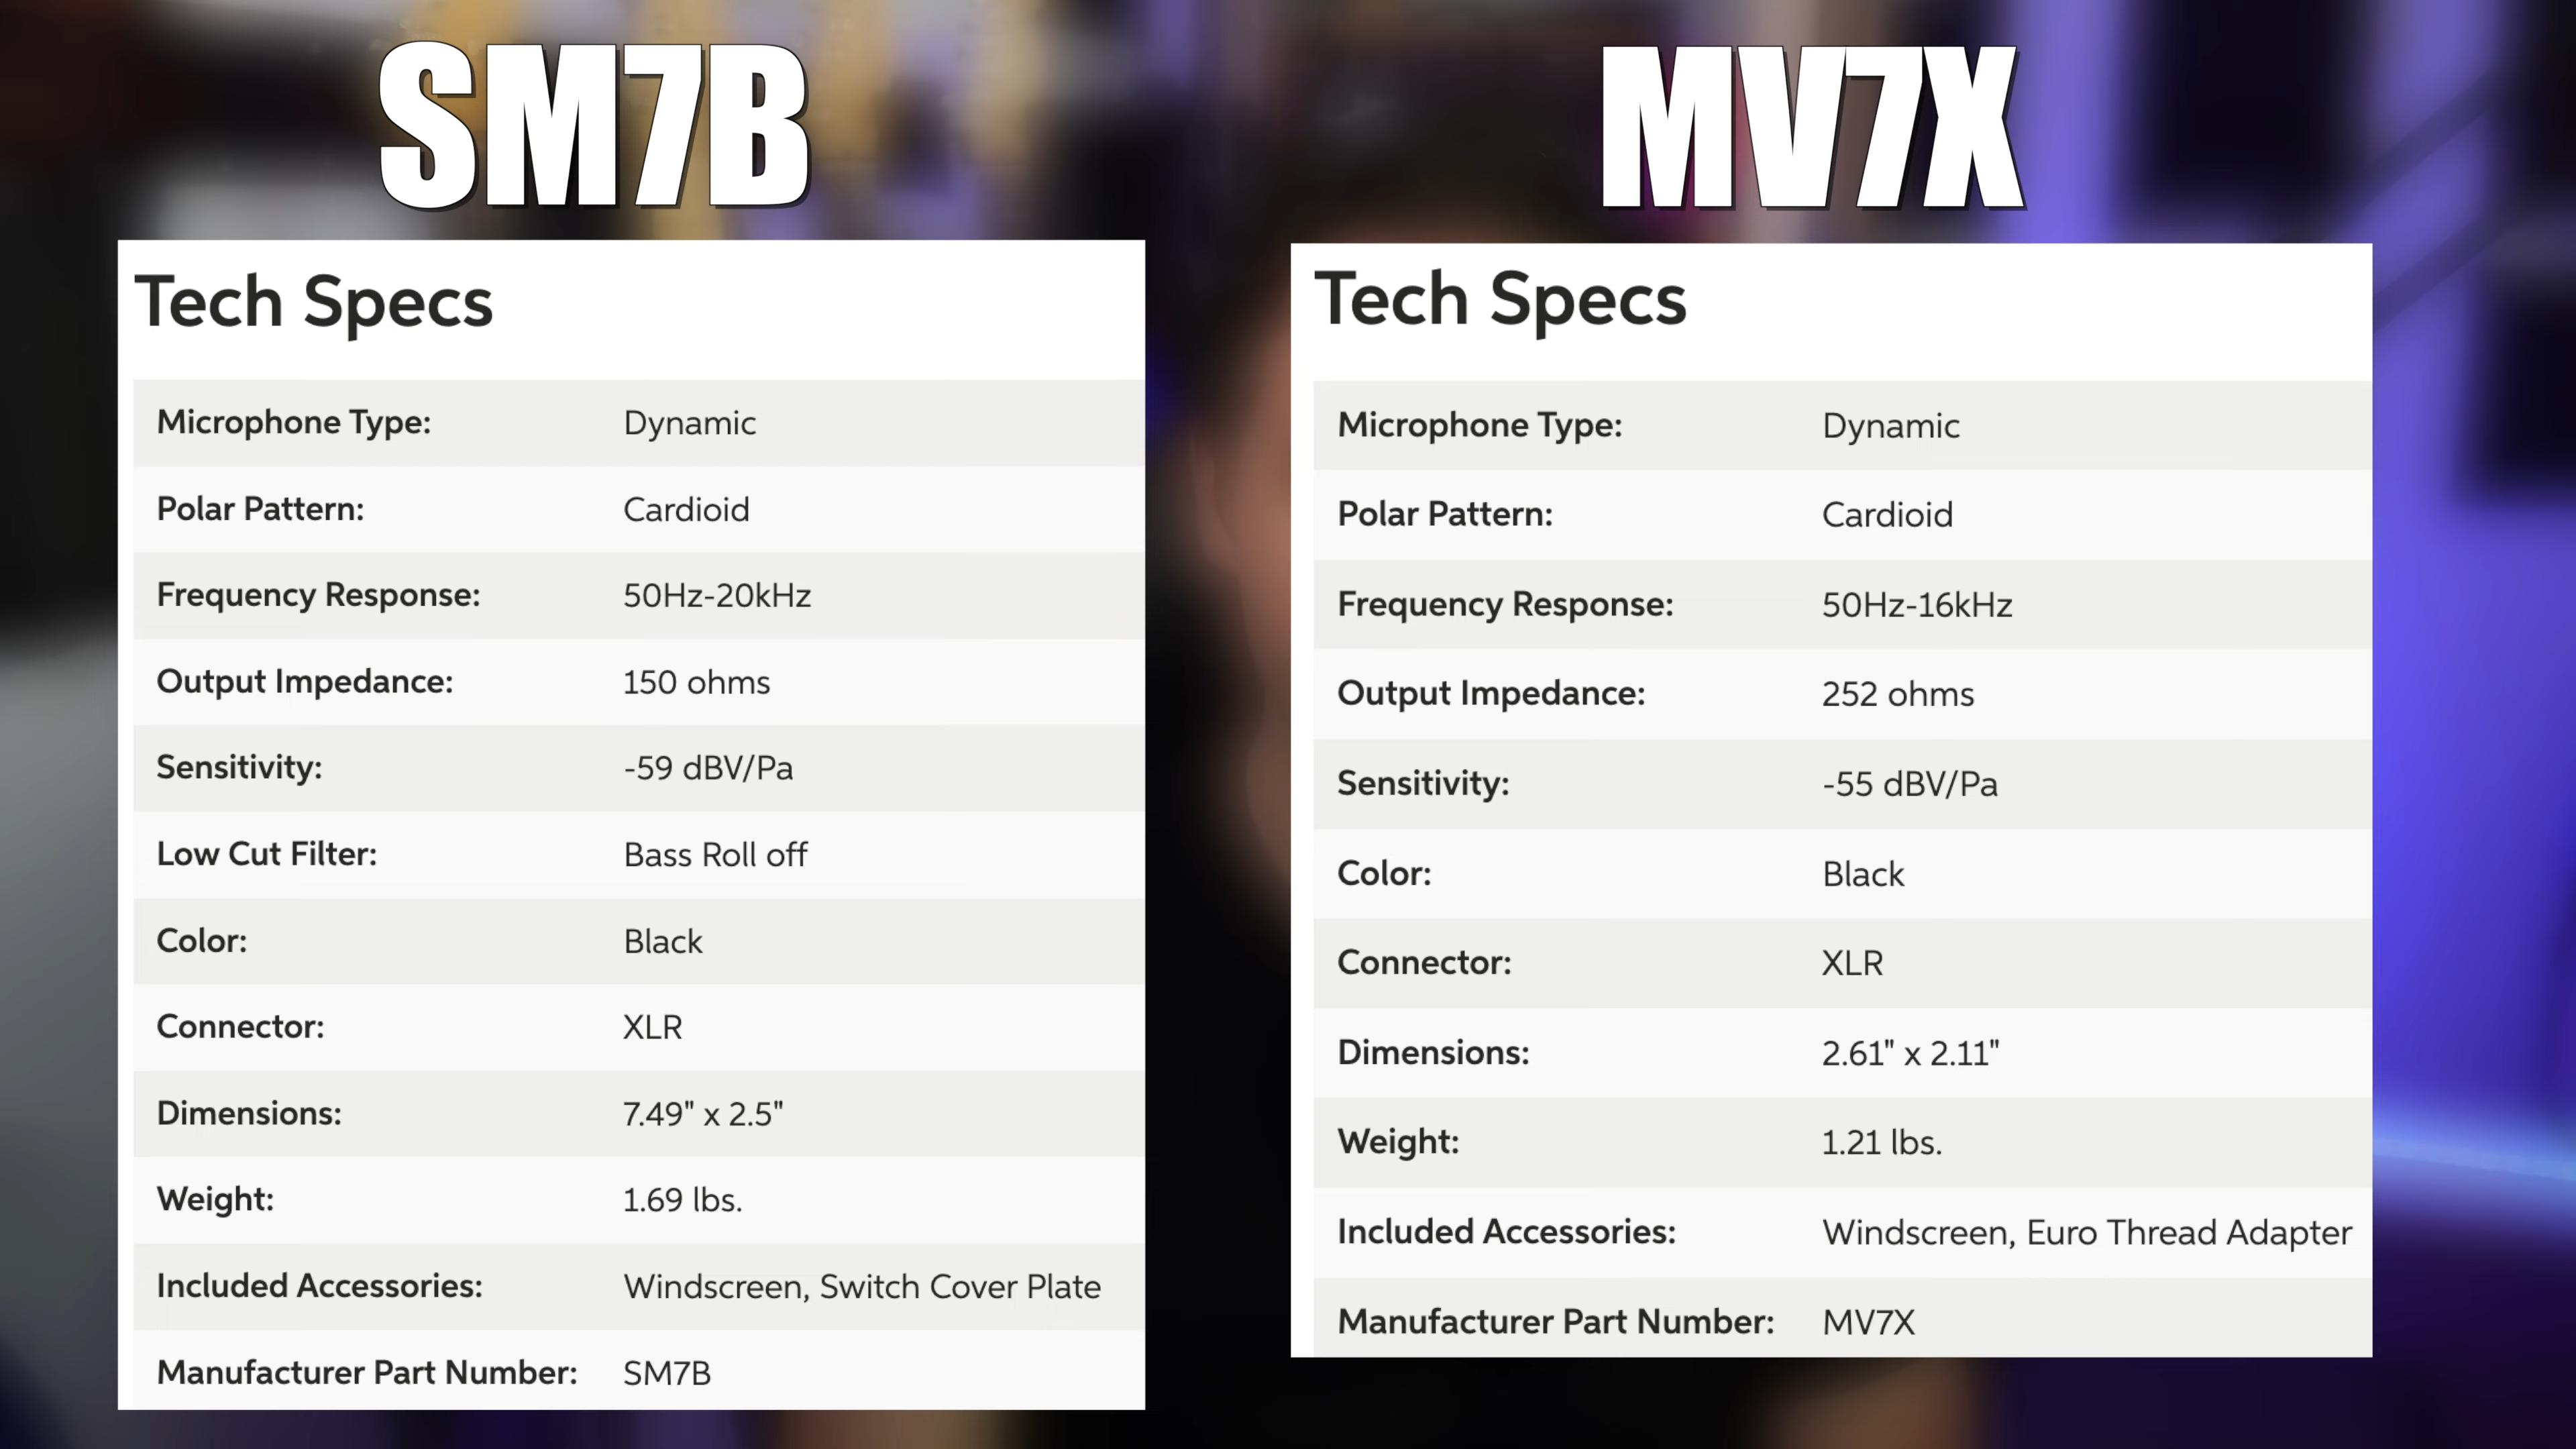 SM7B
Tech Specs
Microphone Type: Dynamic
Polar Pattern: Cardioid
Frequency Response: 50Hz-20kHz
Output Impedance: 150 ohms
Sensitivity: -59 dBV/Pa
Low Cut Filter: Bass Roll off
Color: Black
Connector: XLR
Dimensions: 7.49" x 2.5"
Weight: 1.69 lbs.
Included Accessories: Windscreen, Switch Cover Plate
Manufacturer Part Number: SM7B
MV7X
Tech Specs
Microphone Type: Dynamic
Polar Pattern: Cardioid
Frequency Response: 50Hz-16kHz
Output Impedance: 252 ohms
Sensitivity: -55 dBV/Pa
Color: Black
Connector: XLR
Dimensions: 2.61" x 2.11"
Weight: 1.21 lbs.
Included Accessories: Windscreen, Euro Thread Adapter
Manufacturer Part Number: MV7X